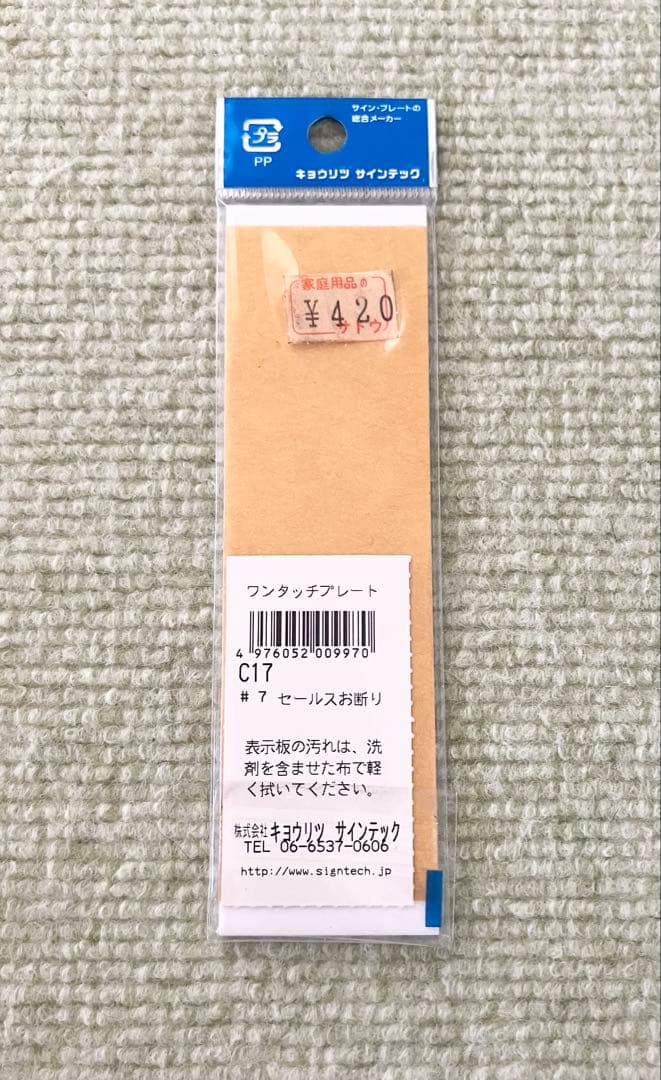 サイン・プレートの
総合メーカー
プラ
PP
キョウリツ サインテック
家庭用品の
¥420
サトウ
ワンタッチプレート
4 976052 009970
C17
# 7 セールスお断り
表示板の汚れは、洗
剤を含ませた布で軽
く拭いてください。
株式会社キョウリツ サインテック
TEL 06-6537-0606
http://www.signtech.jp